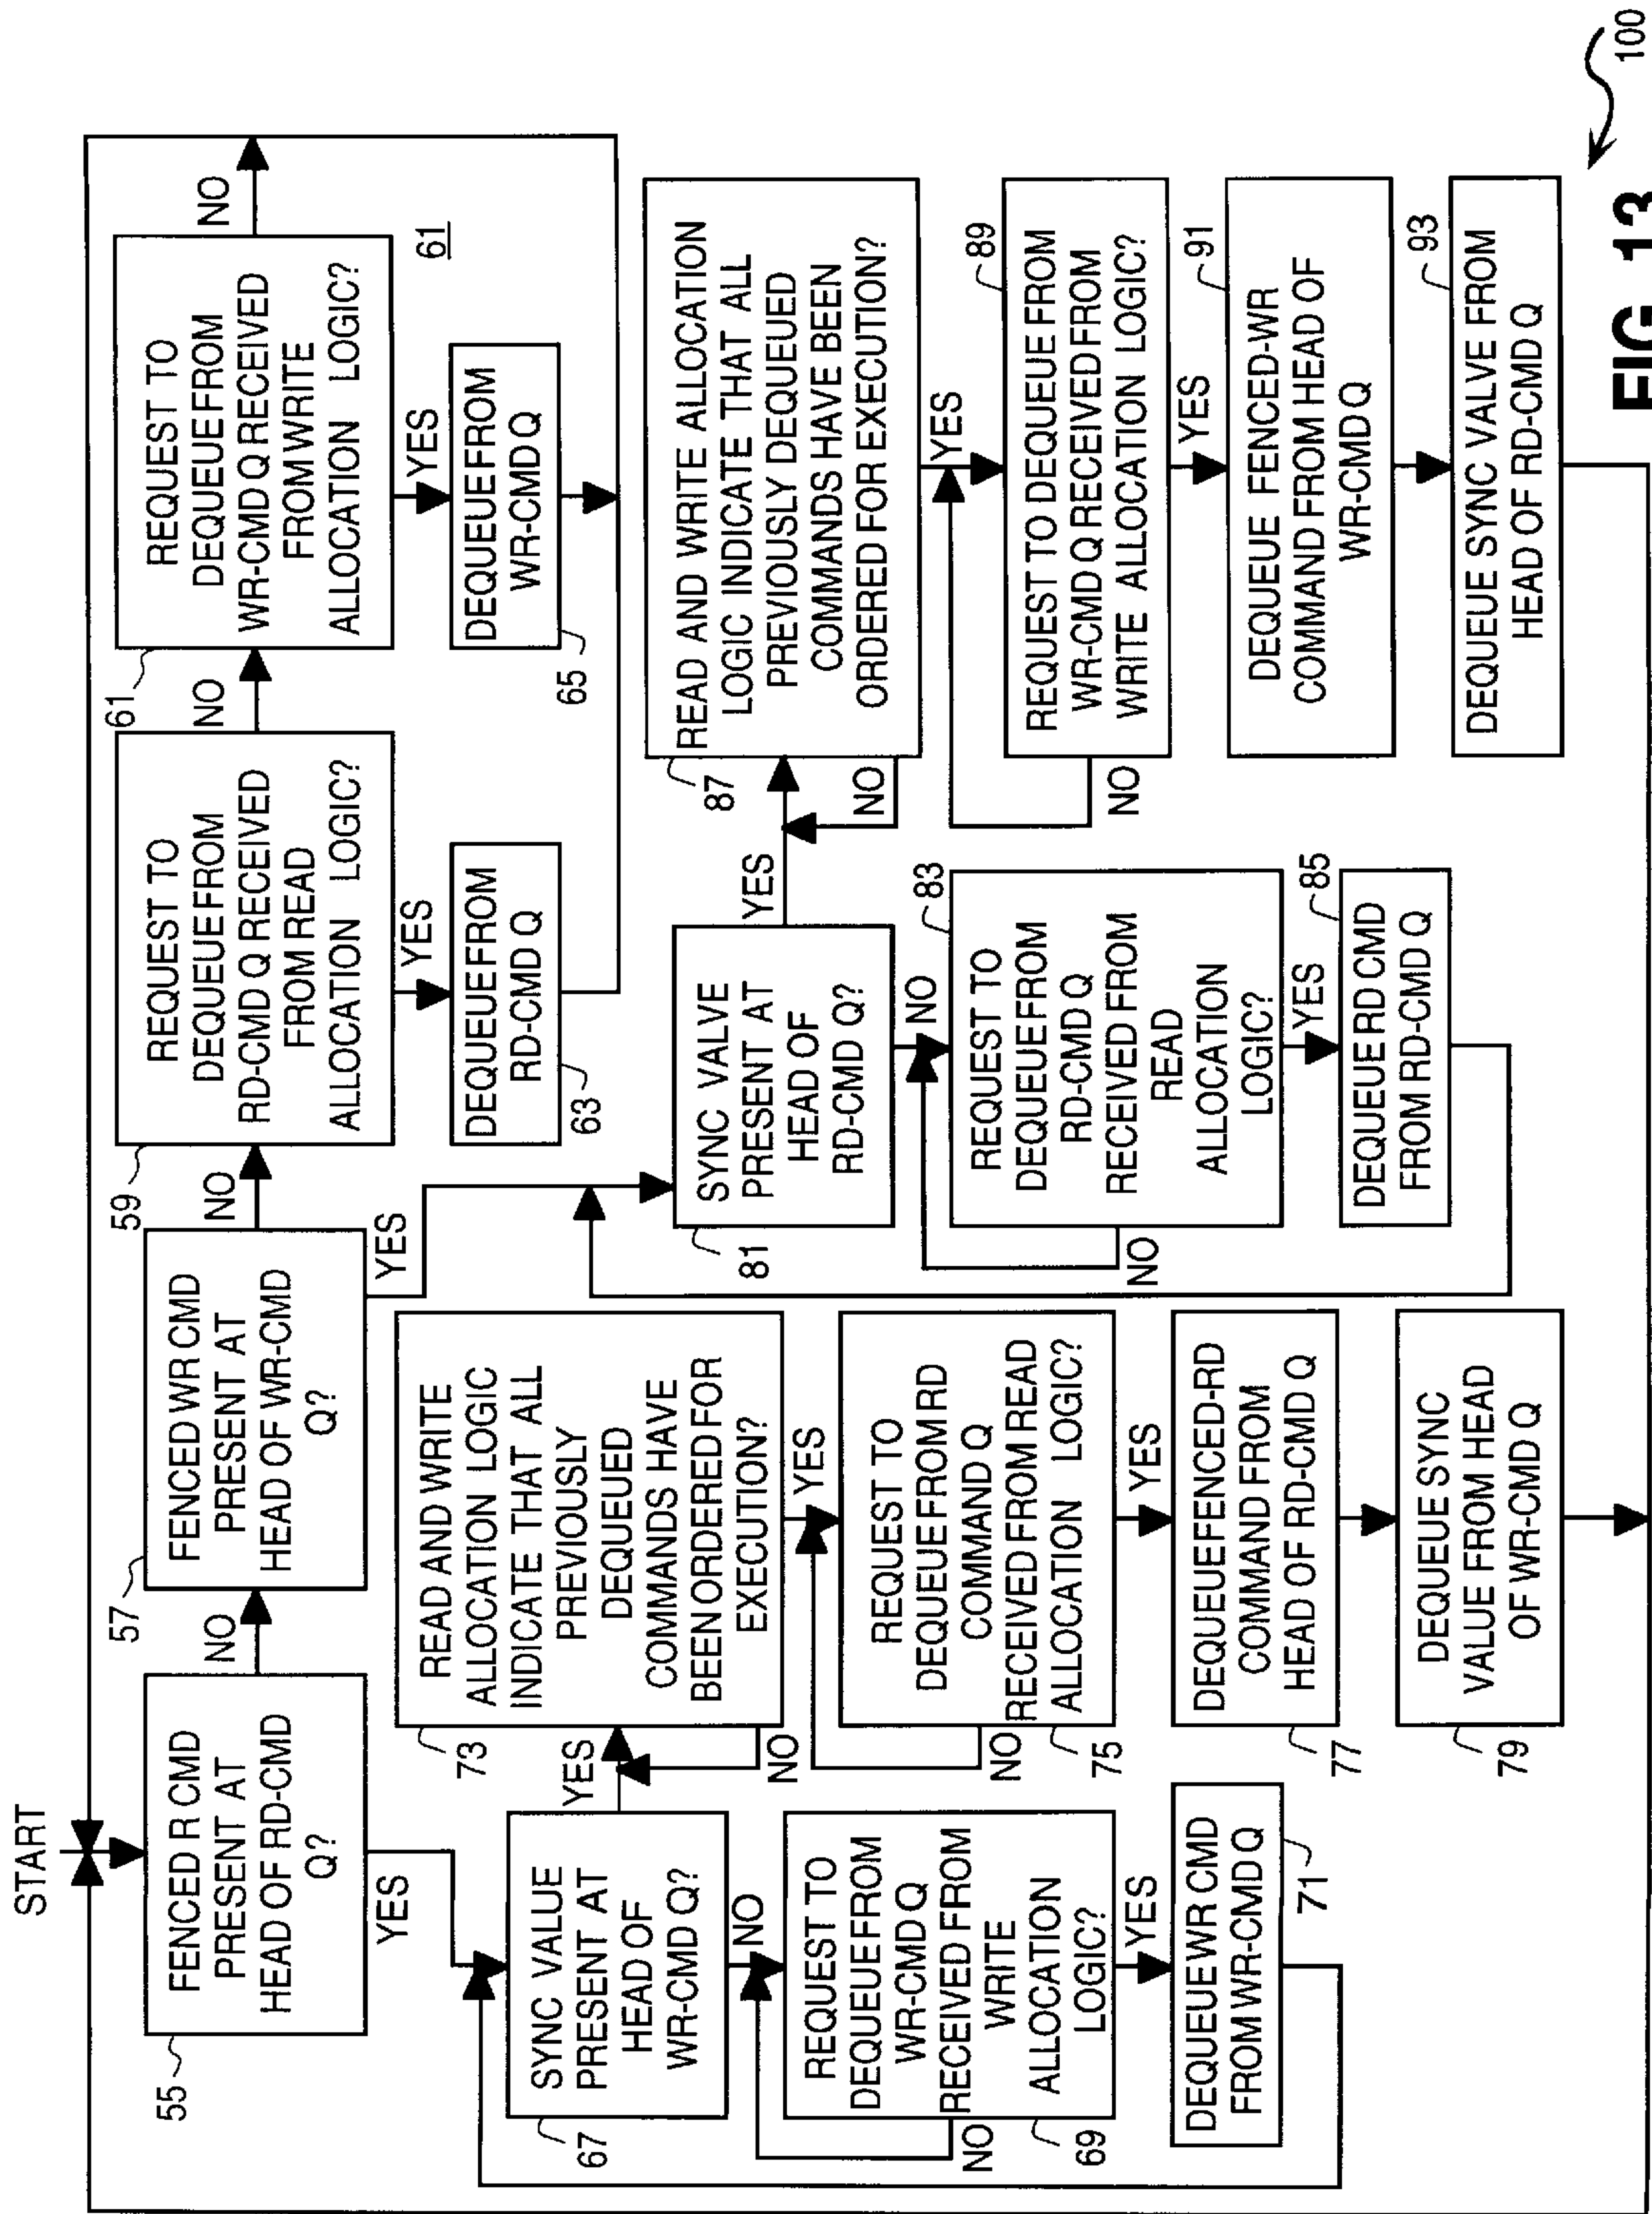 START
55
FENCED R CMD
PRESENT AT
HEAD OF RD-CMD
Q?
NO
YES
57
FENCED WR CMD
PRESENT AT
HEAD OF WR-CMD
Q?
NO
YES
59
REQUEST TO
DEQUEUE FROM
RD-CMD Q RECEIVED
FROM READ
ALLOCATION LOGIC?
NO
YES
61
REQUEST TO
DEQUEUE FROM
WR-CMD Q RECEIVED
FROM WRITE
ALLOCATION LOGIC?
NO
YES
61
DEQUEUE FROM
RD-CMD Q
63
DEQUEUE FROM
WR-CMD Q
65
SYNC VALUE
PRESENT AT
HEAD OF
WR-CMD Q?
67
YES
NO
REQUEST TO
DEQUEUE FROM
WR-CMD Q
RECEIVED FROM
WRITE
ALLOCATION
LOGIC?
NO
69
YES
DEQUEUE WR CMD
FROM WR-CMD Q
71
READ AND WRITE
ALLOCATION LOGIC
INDICATE THAT ALL
PREVIOUSLY
DEQUEUED
COMMANDS HAVE
BEEN ORDERED FOR
EXECUTION?
73
NO
YES
REQUEST TO
DEQUEUE FROM RD
COMMAND Q
RECEIVED FROM READ
ALLOCATION LOGIC?
NO
75
YES
DEQUEUE FENCED-RD
COMMAND FROM
HEAD OF RD-CMD Q
77
DEQUEUE SYNC
VALUE FROM HEAD
OF WR-CMD Q
79
SYNC VALVE
PRESENT AT
HEAD OF
RD-CMD Q?
81
YES
NO
83
REQUEST TO
DEQUEUE FROM
RD-CMD Q
RECEIVED FROM
READ
ALLOCATION
LOGIC?
NO
YES
85
DEQUEUE RD CMD
FROM RD-CMD Q
READ AND WRITE ALLOCATION
LOGIC INDICATE THAT ALL
PREVIOUSLY DEQUEUED
COMMANDS HAVE BEEN
ORDERED FOR EXECUTION?
87
NO
YES
89
REQUEST TO DEQUEUE FROM
WR-CMD Q RECEIVED FROM
WRITE ALLOCATION LOGIC?
NO
YES
91
DEQUEUE FENCED-WR
COMMAND FROM HEAD OF
WR-CMD Q
93
DEQUEUE SYNC VALVE FROM
HEAD OF RD-CMD Q
100
FIG 13